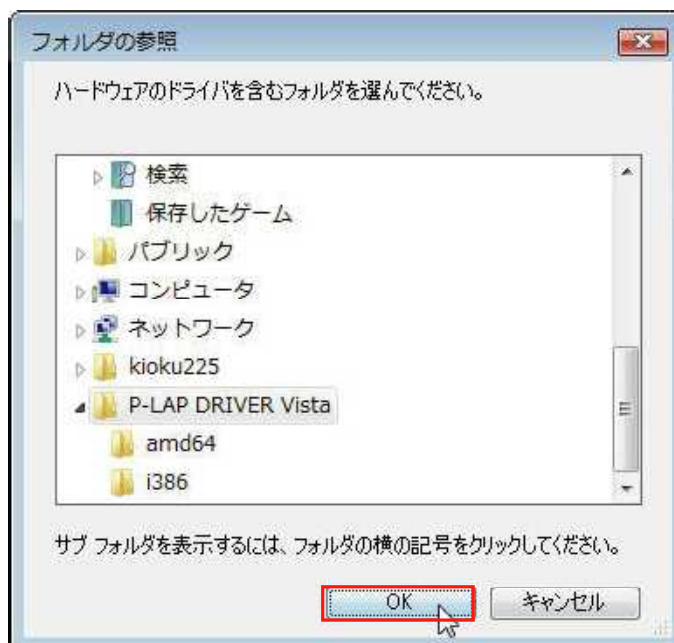 フォルダの参照
ハードウェアのドライバを含むフォルダを選んでください。
検索
保存したゲーム
パブリック
コンピュータ
ネットワーク
kioku225
P-LAP DRIVER Vista
amd64
i386
サブ フォルダを表示するには、フォルダの横の記号をクリックしてください。
OK キャンセル